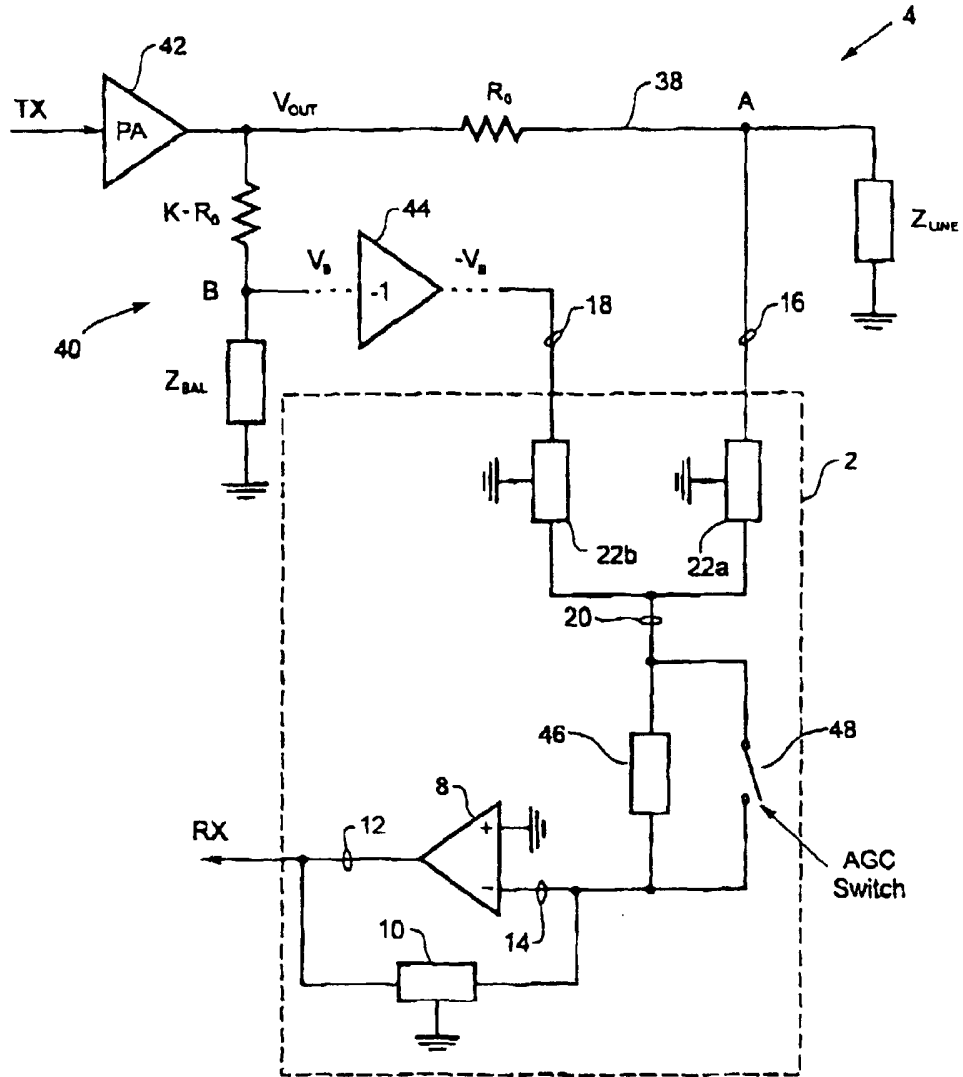 42
4
TX
PA
VOUT
R0
38
A
K-R0
44
ZLINE
VB
-1
-VB
B
18
16
40
ZBAL
2
22b
22a
20
46
48
8
12
RX
+
-
AGC
Switch
14
10